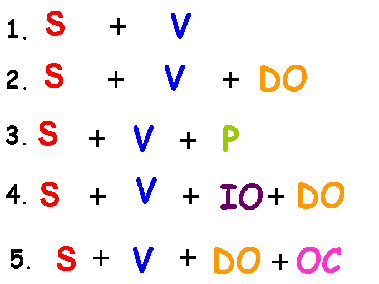 1. S + V
2. S + V + DO
3. S + V + P
4. S + V + IO + DO
5. S + V + DO + OC